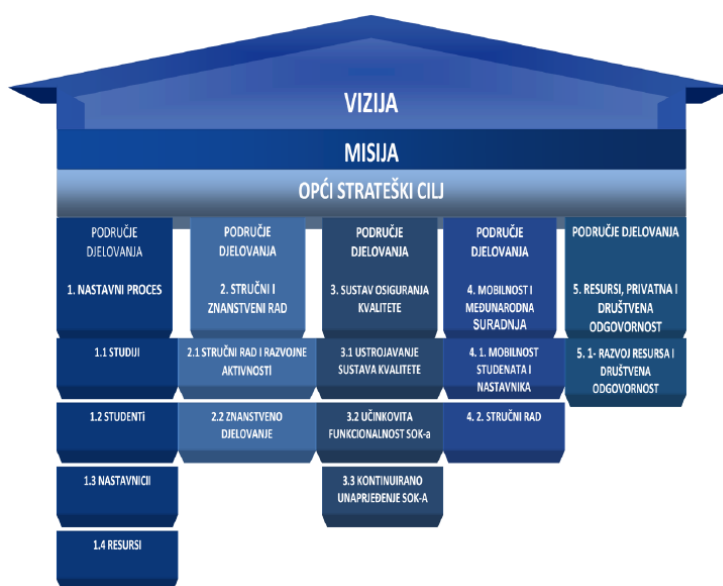 VIZIJA
MISIJA
OPĆI STRATEŠKI CILJ
PODRUČJE
DJELOVANJA
1. NASTAVNI PROCES
1.1 STUDIJI
1.2 STUDENTi
1.3 NASTAVNICII
1.4 RESURSI
PODRUČJE
DJELOVANJA
2. STRUČNI I
ZNANSTVENI RAD
2.1 STRUČNI RAD I RAZVOJNE
AKTIVNOSTI
2.2 ZNANSTVENO
DJELOVANJE
PODRUČJE
DJELOVANJA
3. SUSTAV OSIGURANJA
KVALITETE
3.1 USTROJAVANJE
SUSTAVA KVALITETE
3.2 UČINKOVITA
FUNKCIONALNOST SOK-a
3.3 KONTINUIRANO
UNAPRJEĐENJE SOK-A
PODRUČJE
DJELOVANJA
4. MOBILNOST I
MEĐUNARODNA
SURADNJA
4. 1. MOBILNOST
STUDENATA I
NASTAVNIKA
4. 2. STRUČNI RAD
PODRUČJE DJELOVANJA
5. RESURSI, PRIVATNA I
DRUŠTVENA
ODGOVORNOST
5. 1- RAZVOJ RESURSA I
DRUŠTVENA
ODGOVORNOST